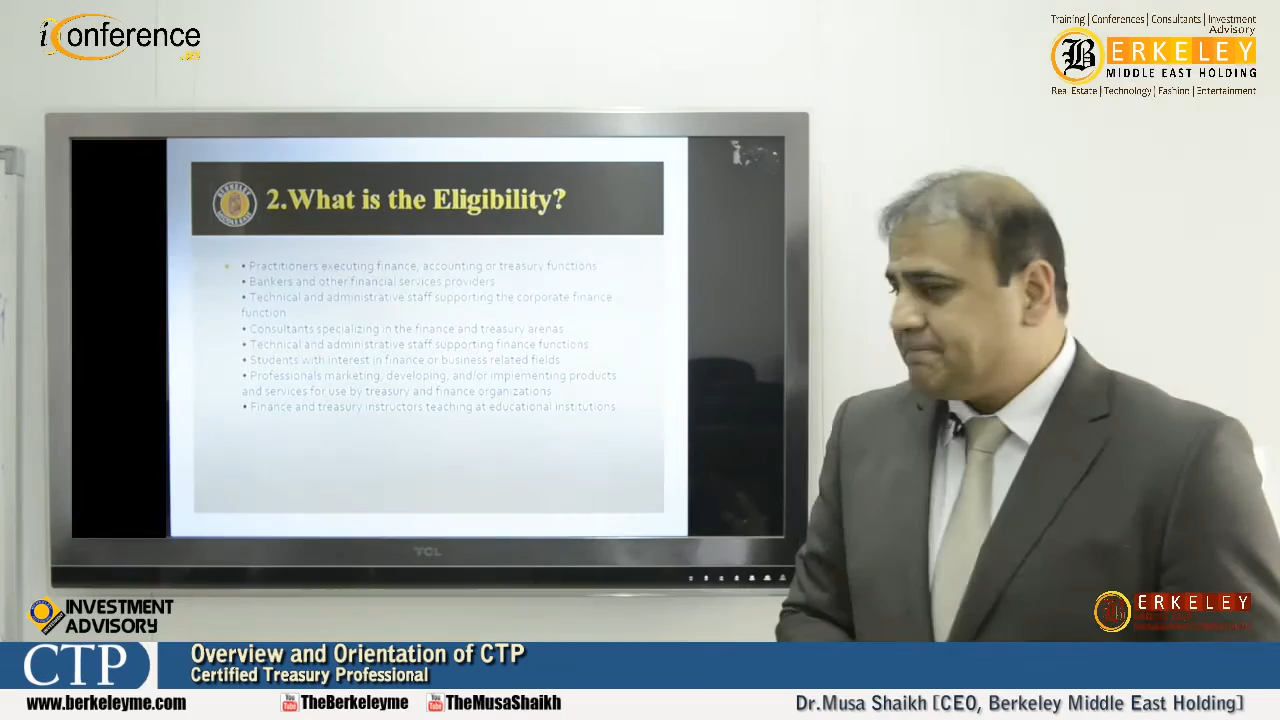 iConference
Training | Conferences | Consultants | Investment
Advisory
BERKELEY
MIDDLE EAST HOLDING
Real Estate | Technology | Fashion | Entertainment
2.What is the Eligibility?
• Practitioners executing finance, accounting or treasury functions
• Bankers and other financial services providers
• Technical and administrative staff supporting the corporate finance
function
• Consultants specializing in the finance and treasury arenas
• Technical and administrative staff supporting finance functions
• Students with interest in finance or business related fields
• Professionals marketing, developing, and/or implementing products
and services for use by treasury and finance organizations
• Finance and treasury instructors teaching at educational institutions
TCL
INVESTMENT
ADVISORY
BERKELEY
CTP
Overview and Orientation of CTP
Certified Treasury Professional
www.berkeleyme.com
TheBerkeleyme
TheMusaShaikh
Dr.Musa Shaikh [CEO, Berkeley Middle East Holding]